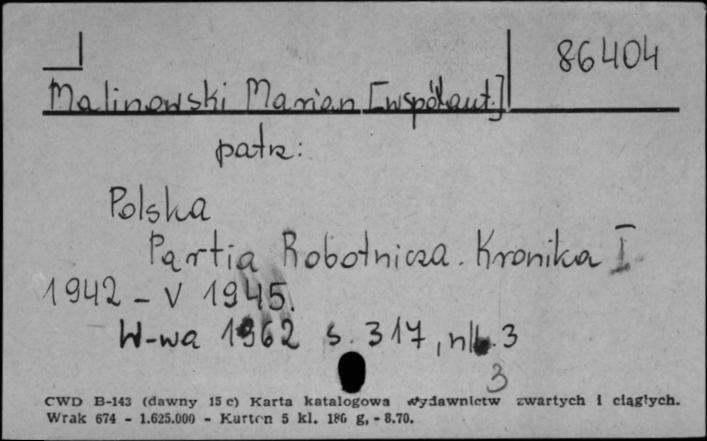 86404
Malinowski Marian [współaut.]
patrz:
Polska
Partia Robotnicza. Kronika I
1942 - V 1945.
W-wa 1962 s. 317, nlb. 3
3
CWD B-143 (dawny 15 c) Karta katalogowa wydawnictw zwartych i ciągłych.
Wrak 674 - 1.625.000 - Karton 5 kl. 180 g, - 8.70.